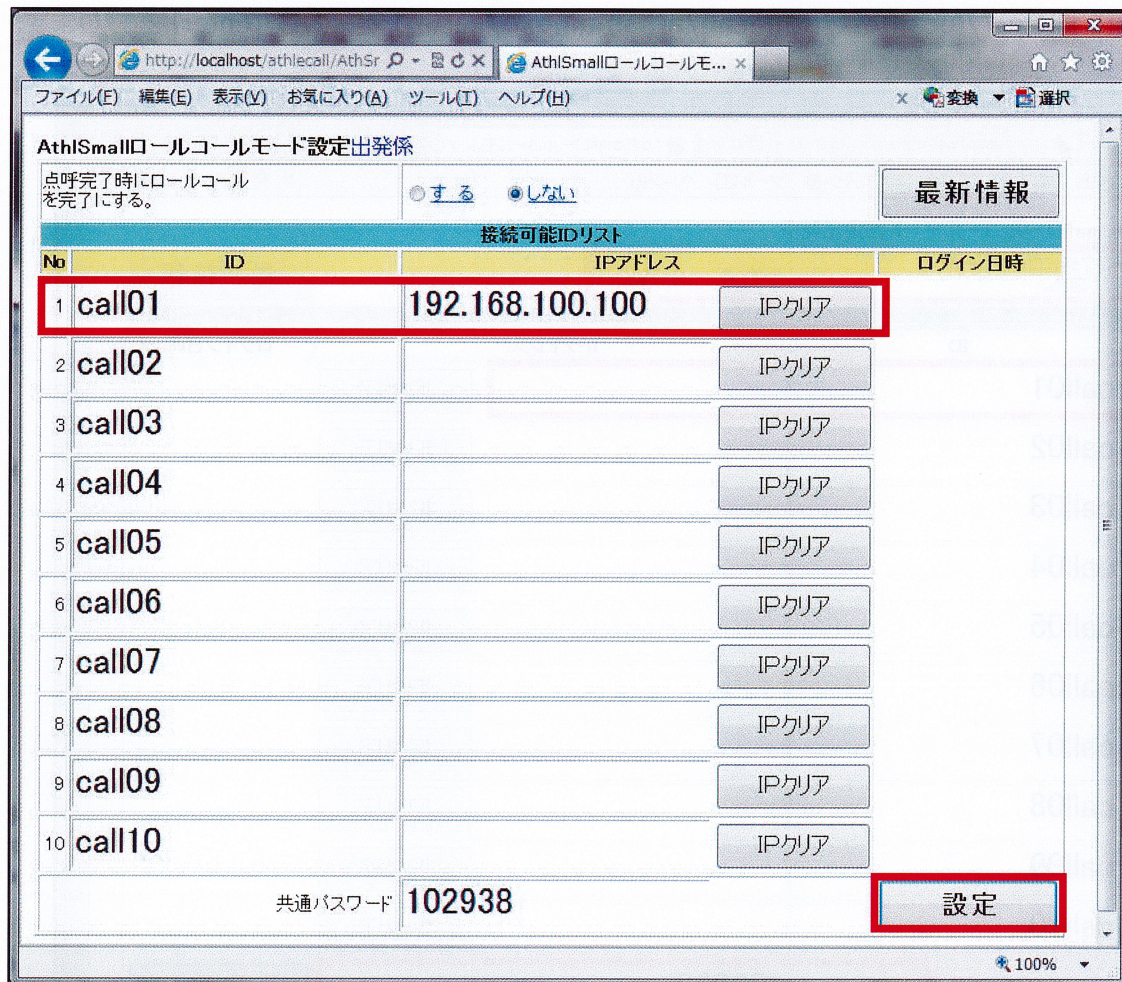 http://localhost/athlecall/AthSr
AthlSmallロールコールモE...
ファイル(F) 編集(E) 表示(V) お気に入り(A) ツール(T) ヘルプ(H)
x 変換 ▼ 選択
AthlSmallロールコールモード設定出発係
点呼完了時にロールコール
を完了にする。
する しない
最新情報
接続可能IDリスト
No ID IPアドレス ログイン日時
1 call01 192.168.100.100 IPクリア
2 call02 IPクリア
3 call03 IPクリア
4 call04 IPクリア
5 call05 IPクリア
6 call06 IPクリア
7 call07 IPクリア
8 call08 IPクリア
9 call09 IPクリア
10 call10 IPクリア
共通パスワード 102938 設定
100%